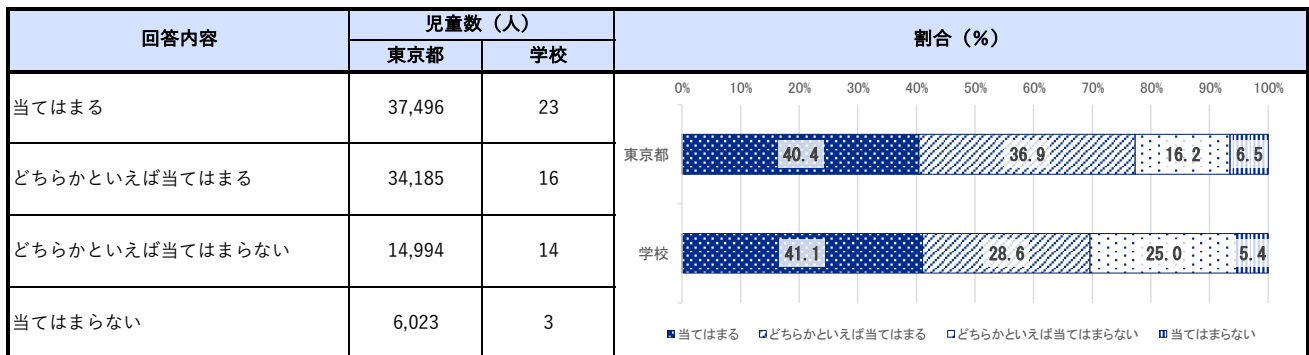 回答内容 児童数（人） 割合（%）
東京都 学校
0% 10% 20% 30% 40% 50% 60% 70% 80% 90% 100%
当てはまる 37,496 23
東京都 40.4 36.9 16.2 6.5
どちらかといえば当てはまる 34,185 16
どちらかといえば当てはまらない 14,994 14
学校 41.1 28.6 25.0 5.4
当てはまらない 6,023 3
当てはまる どちらかといえば当てはまる どちらかといえば当てはまらない 当てはまらない